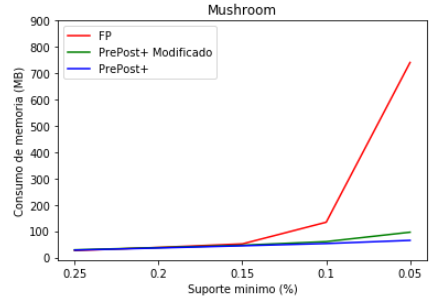 Mushroom
FP
PrePost+ Modificado
PrePost+
Consumo de memoria (MB)
900
800
700
600
500
400
300
200
100
0
0.25 0.2 0.15 0.1 0.05
Suporte minimo (%)